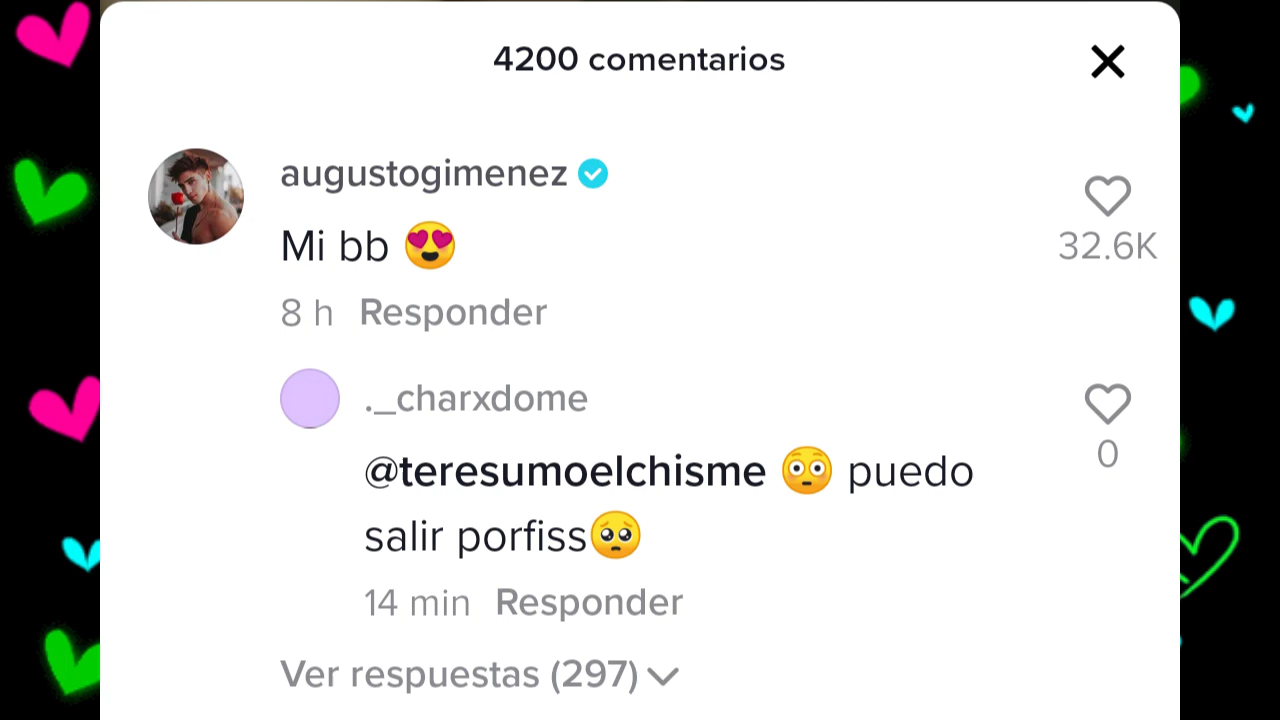 4200 comentarios
augustogimenez
Mi bb 😍
32.6K
8 h Responder
._charxdome
@teresumoelchisme 😳 puedo
0
salir porfiss🥺
14 min Responder
Ver respuestas (297)